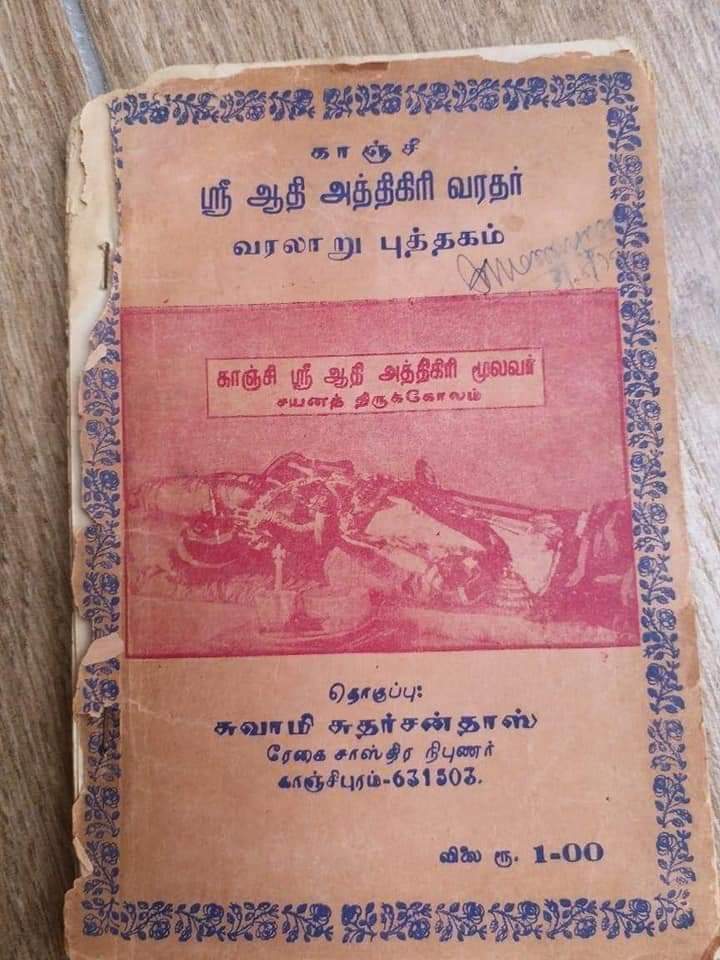 காஞ்சீ
ஸ்ரீ ஆதி அத்திகிரி வரதர்
வரலாறு புத்தகம்
காஞ்சி ஸ்ரீ ஆதி அத்திகிரி மூலவர்
சயனத் திருக்கோலம்
தொகுப்பு:
சுவாமி சுதர்சன்தாஸ்
ரேகை சாஸ்திர நிபுணர்
காஞ்சிபுரம்-631503.
விலை ரூ. 1-00